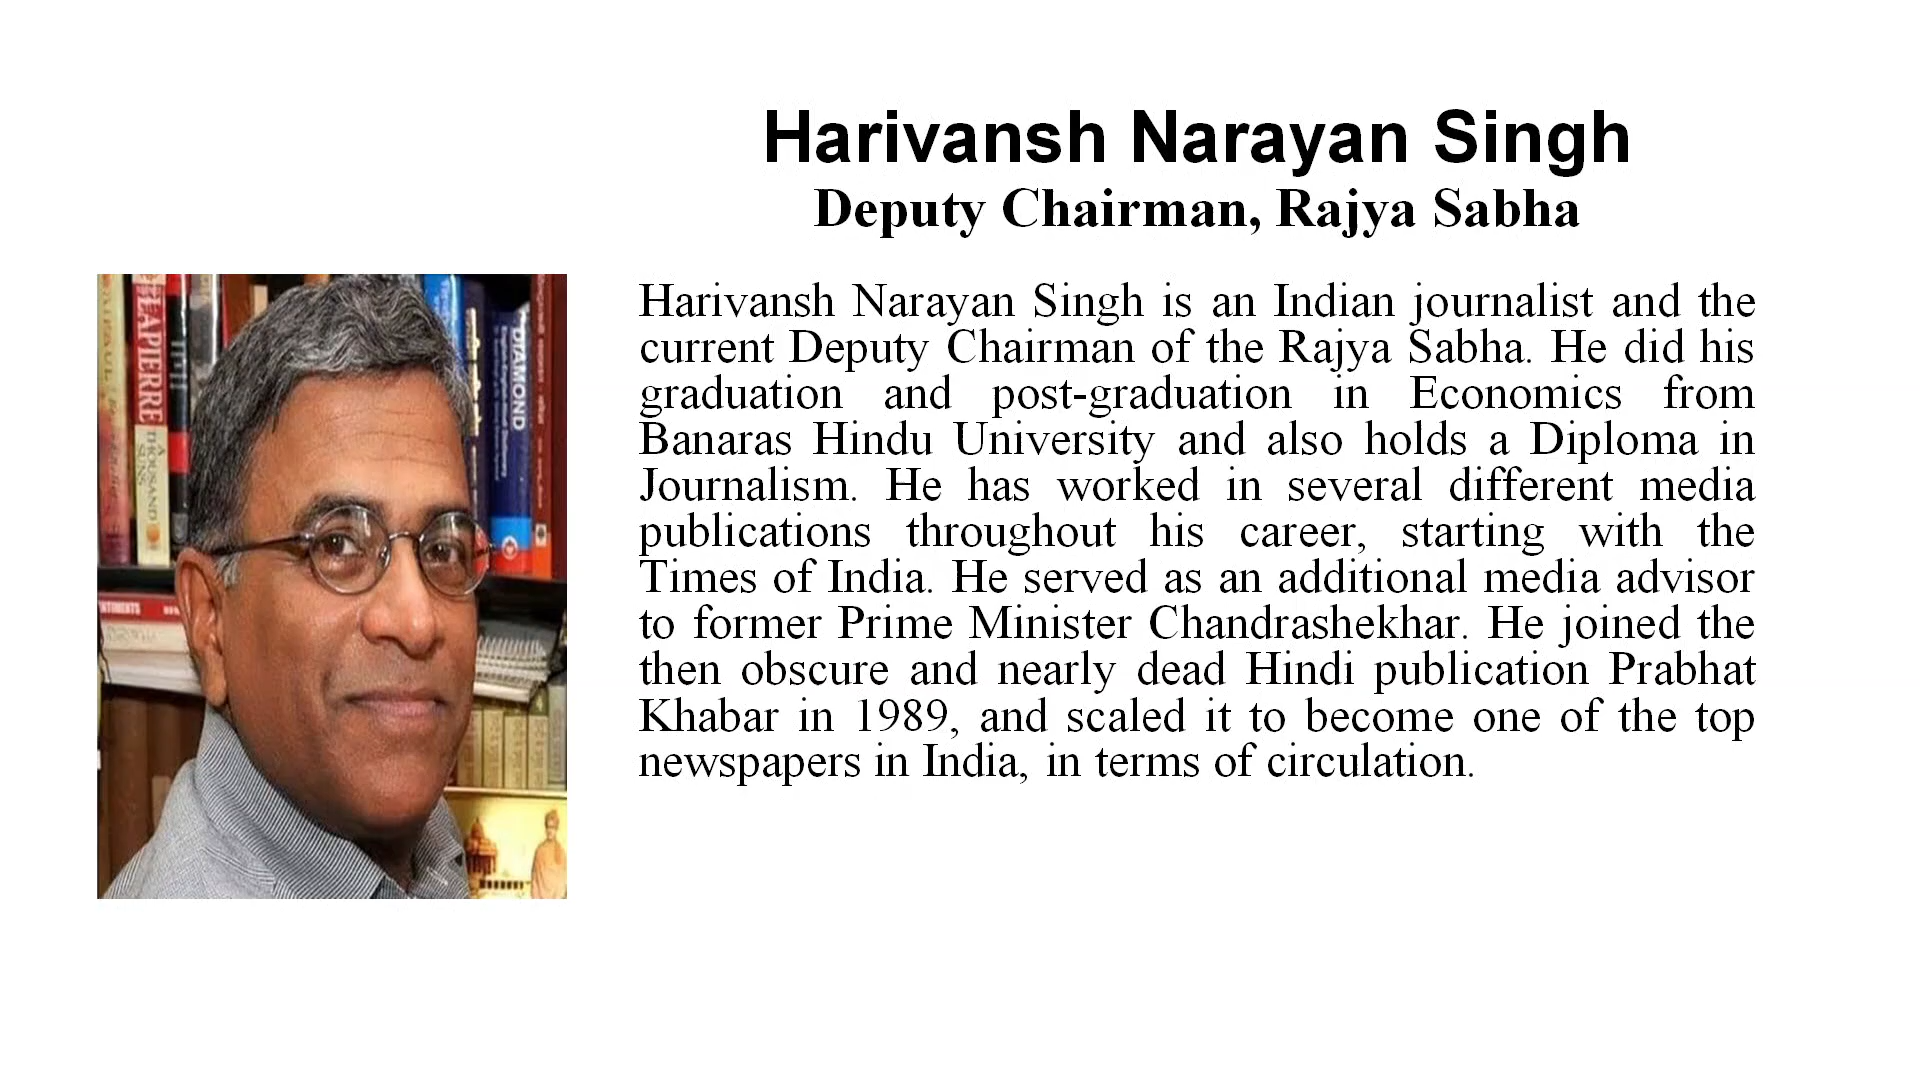 Harivansh Narayan Singh
Deputy Chairman, Rajya Sabha
Harivansh Narayan Singh is an Indian journalist and the
current Deputy Chairman of the Rajya Sabha. He did his
graduation and post-graduation in Economics from
Banaras Hindu University and also holds a Diploma in
Journalism. He has worked in several different media
publications throughout his career, starting with the
Times of India. He served as an additional media advisor
to former Prime Minister Chandrashekhar. He joined the
then obscure and nearly dead Hindi publication Prabhat
Khabar in 1989, and scaled it to become one of the top
newspapers in India, in terms of circulation.
LAPIERRE
A
THOUSAND
SUNS
DIAMOND